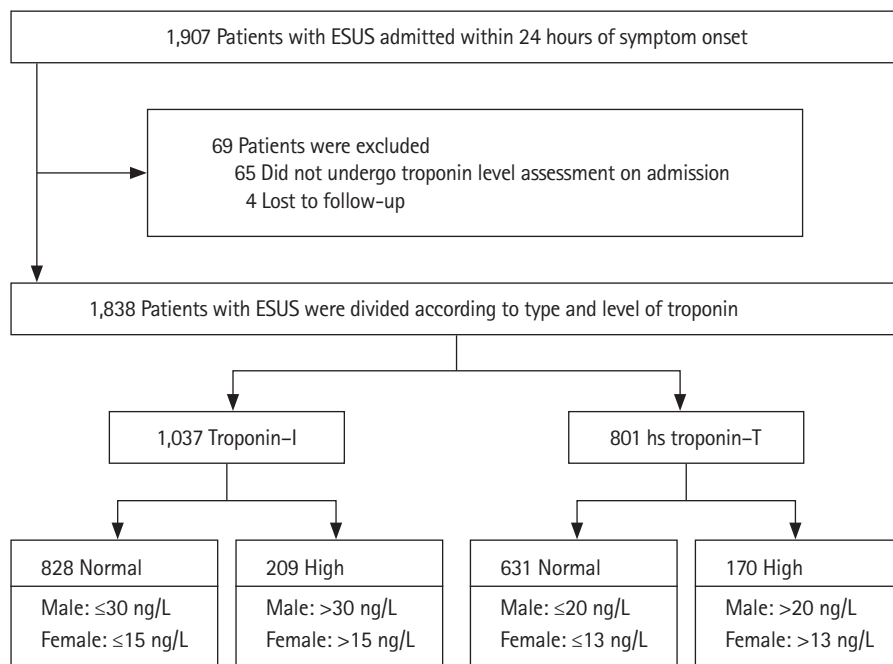 1,907 Patients with ESUS admitted within 24 hours of symptom onset
69 Patients were excluded
65 Did not undergo troponin level assessment on admission
4 Lost to follow-up
1,838 Patients with ESUS were divided according to type and level of troponin
1,037 Troponin–I
801 hs troponin–T
828 Normal
Male: ≤30 ng/L
Female: ≤15 ng/L
209 High
Male: >30 ng/L
Female: >15 ng/L
631 Normal
Male: ≤20 ng/L
Female: ≤13 ng/L
170 High
Male: >20 ng/L
Female: >13 ng/L